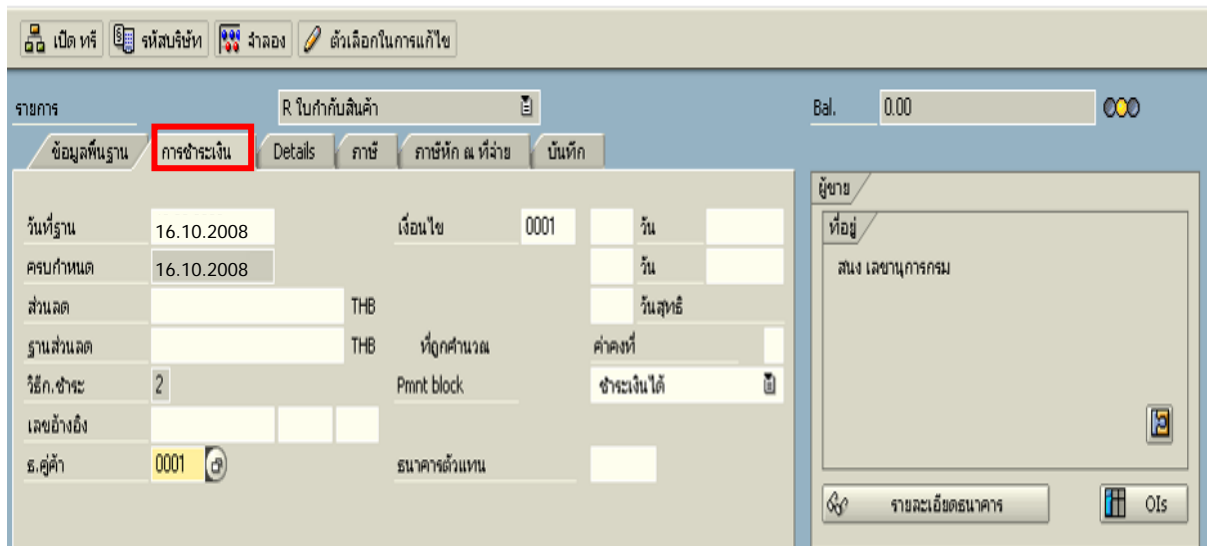 เปิด ทรี รหัสบริษัท จำลอง ตัวเลือกในการแก้ไข
รายการ R ใบกำกับสินค้า Bal. 0.00
ข้อมูลพื้นฐาน การชำระเงิน Details ภาษี ภาษีหัก ณ ที่จ่าย บันทึก
ผู้ขาย
วันที่ฐาน 16.10.2008 เงื่อนไข 0001 วัน
ที่อยู่
ครบกำหนด 16.10.2008 วัน
สนง เลขานุการกรม
ส่วนลด THB วันสุทธิ
ฐานส่วนลด THB ที่ถูกคำนวณ ค่าคงที่
วิธีก.ชำระ 2 Pmnt block ชำระเงินได้
เลขอ้างอิง
ธ.คู่ค้า 0001 ธนาคารตัวแทน
รายละเอียดธนาคาร OIs